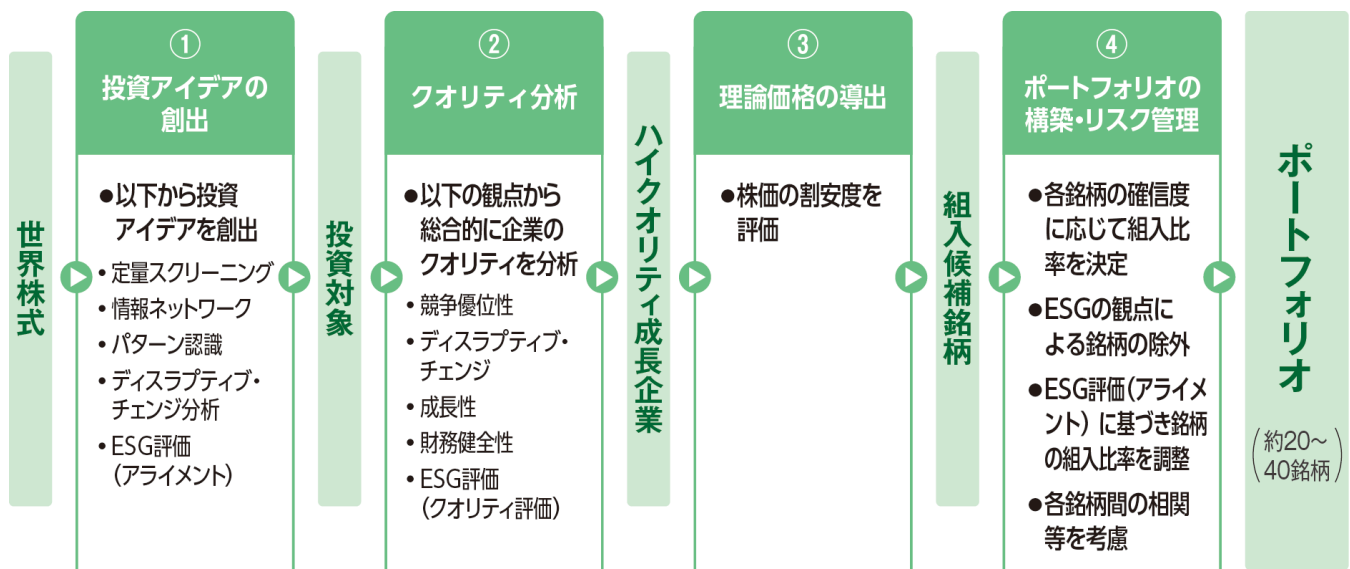 世界株式
①
投資アイデアの
創出
●以下から投資
アイデアを創出
• 定量スクリーニング
• 情報ネットワーク
• パターン認識
• ディスラプティブ・
チェンジ分析
• ESG評価
（アライメント）
投資対象
②
クオリティ分析
●以下の観点から
総合的に企業の
クオリティを分析
• 競争優位性
• ディスラプティブ・
チェンジ
• 成長性
• 財務健全性
• ESG評価
（クオリティ評価）
ハイクオリティ成長企業
③
理論価格の導出
●株価の割安度を
評価
組入候補銘柄
④
ポートフォリオの
構築・リスク管理
●各銘柄の確信度
に応じて組入比
率を決定
●ESGの観点に
よる銘柄の除外
●ESG評価（アライメ
ント）に基づき銘柄
の組入比率を調整
●各銘柄間の相関
等を考慮
ポートフォリオ
（約20～
40銘柄）